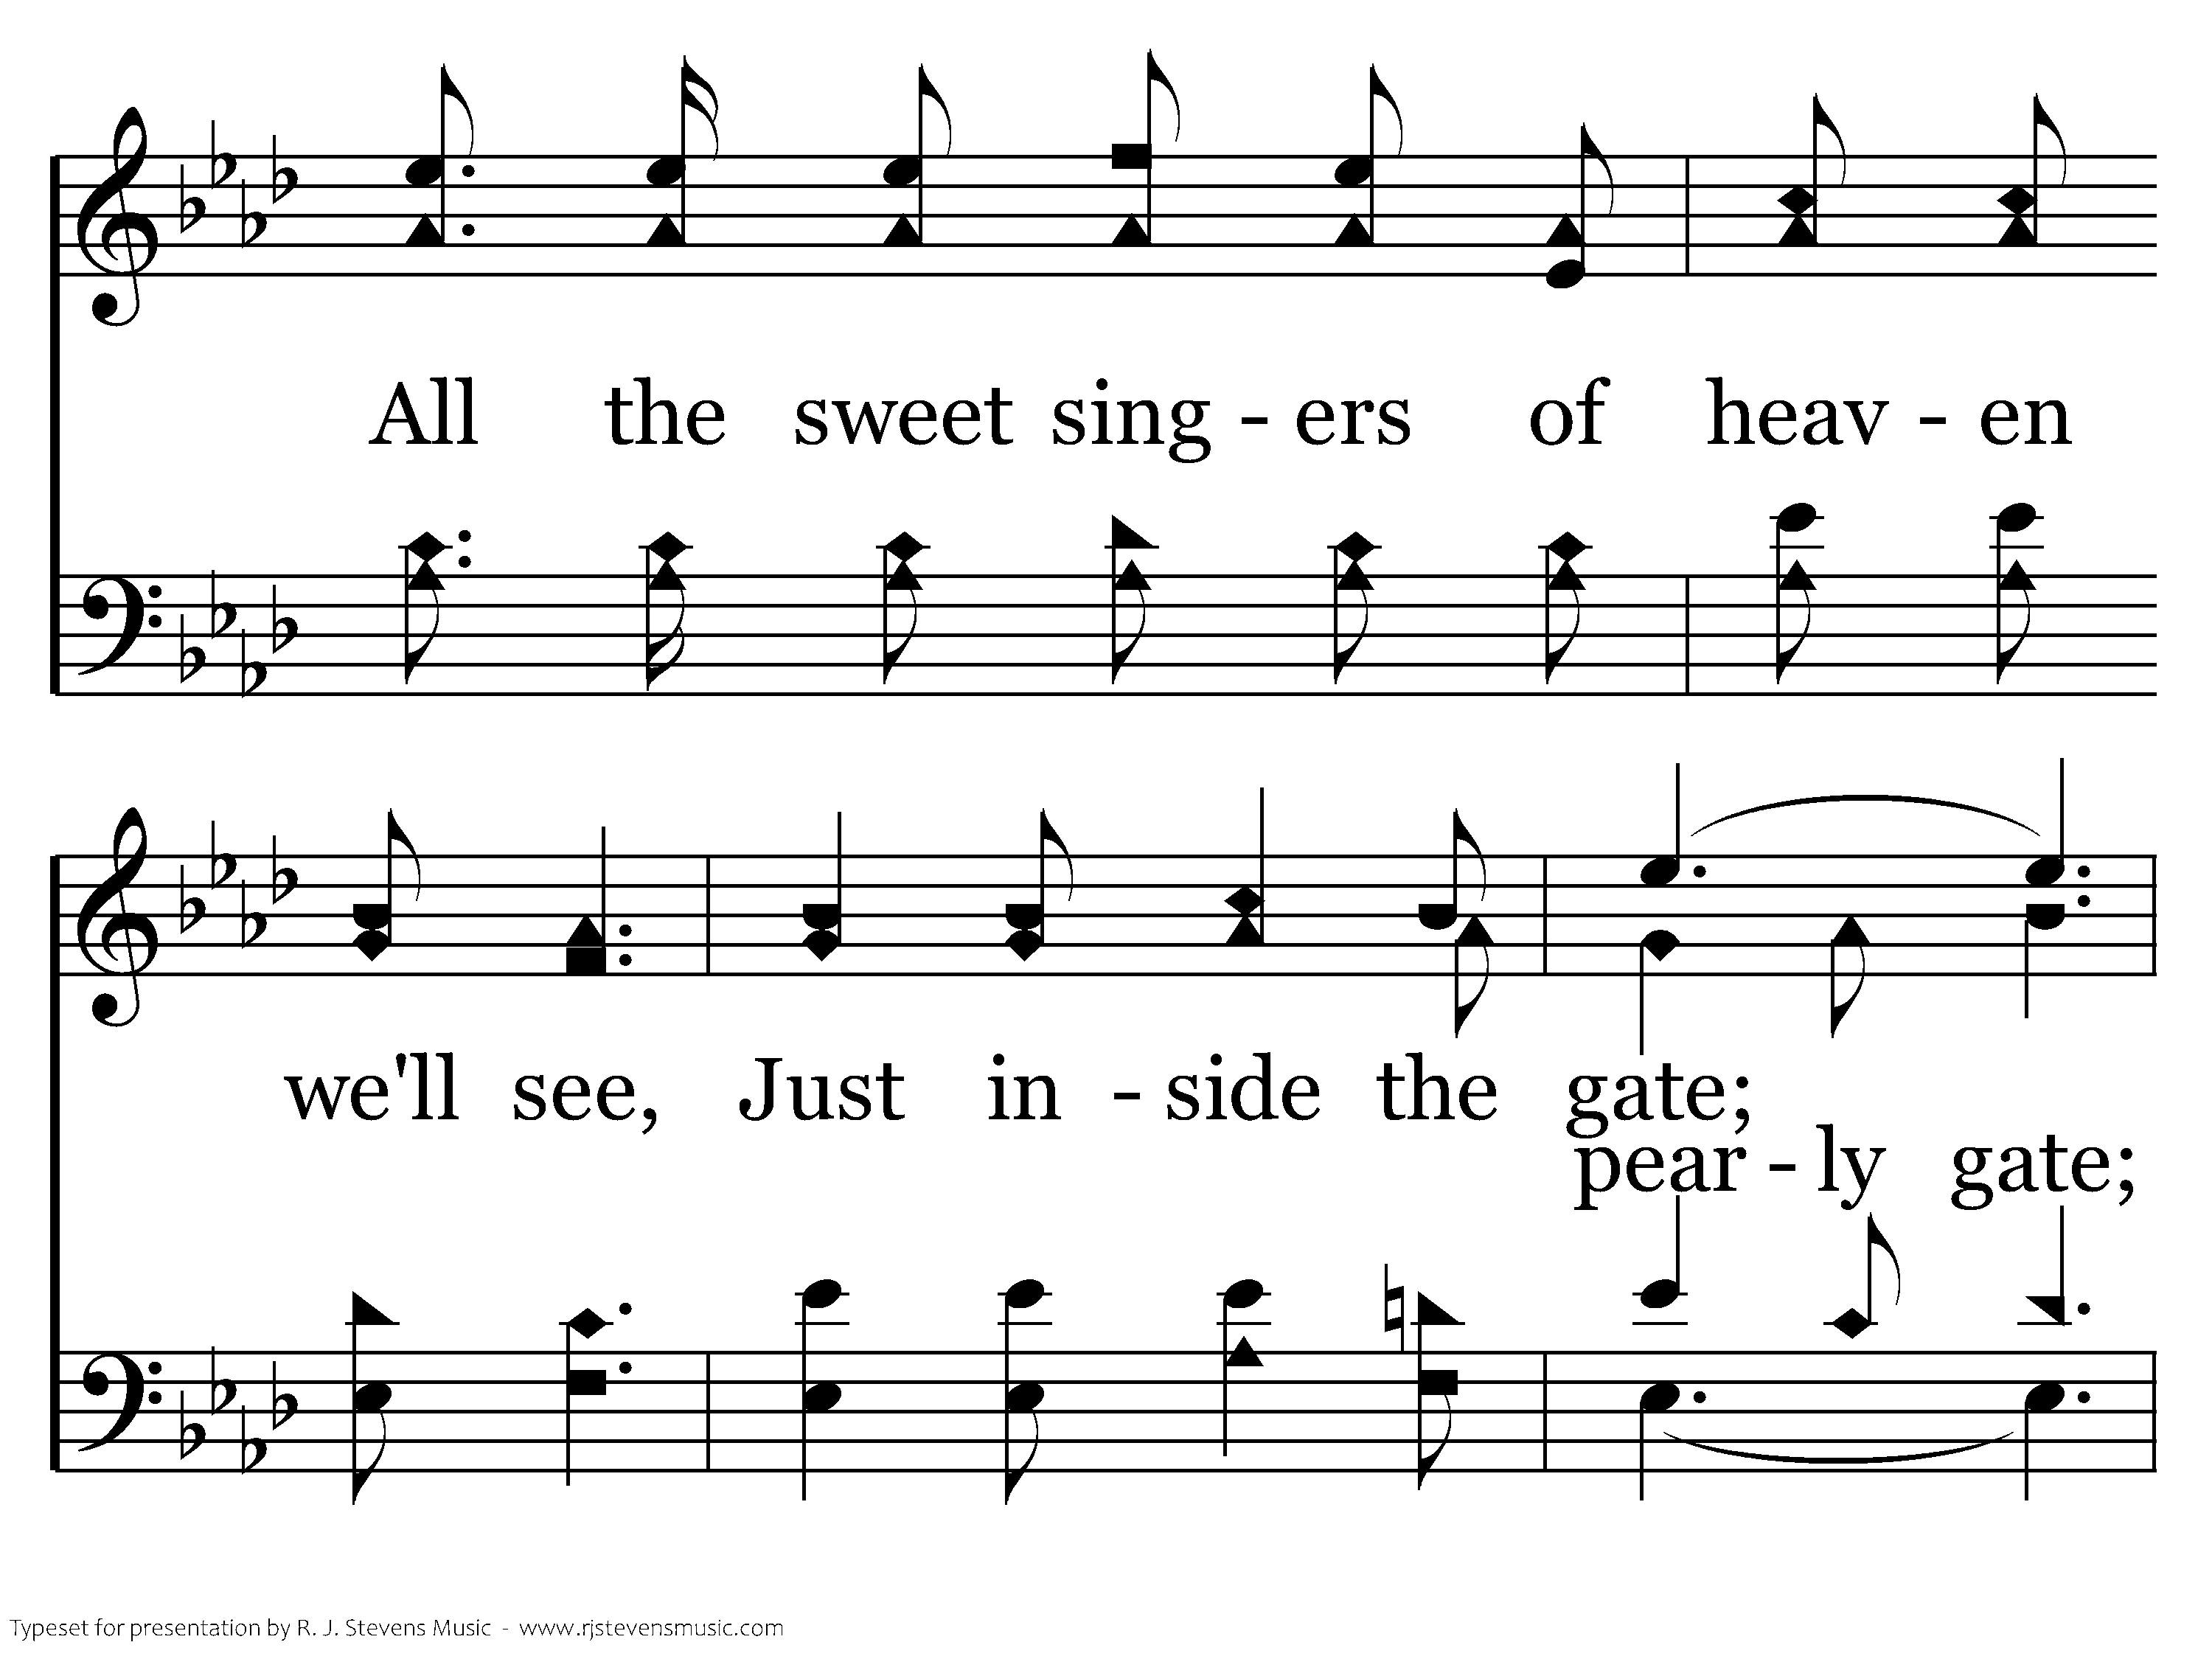 All the sweet sing - ers of heav - en
we'll see, Just in - side the gate;
pear - ly gate;
Typeset for presentation by R. J. Stevens Music - www.rjstevensmusic.com